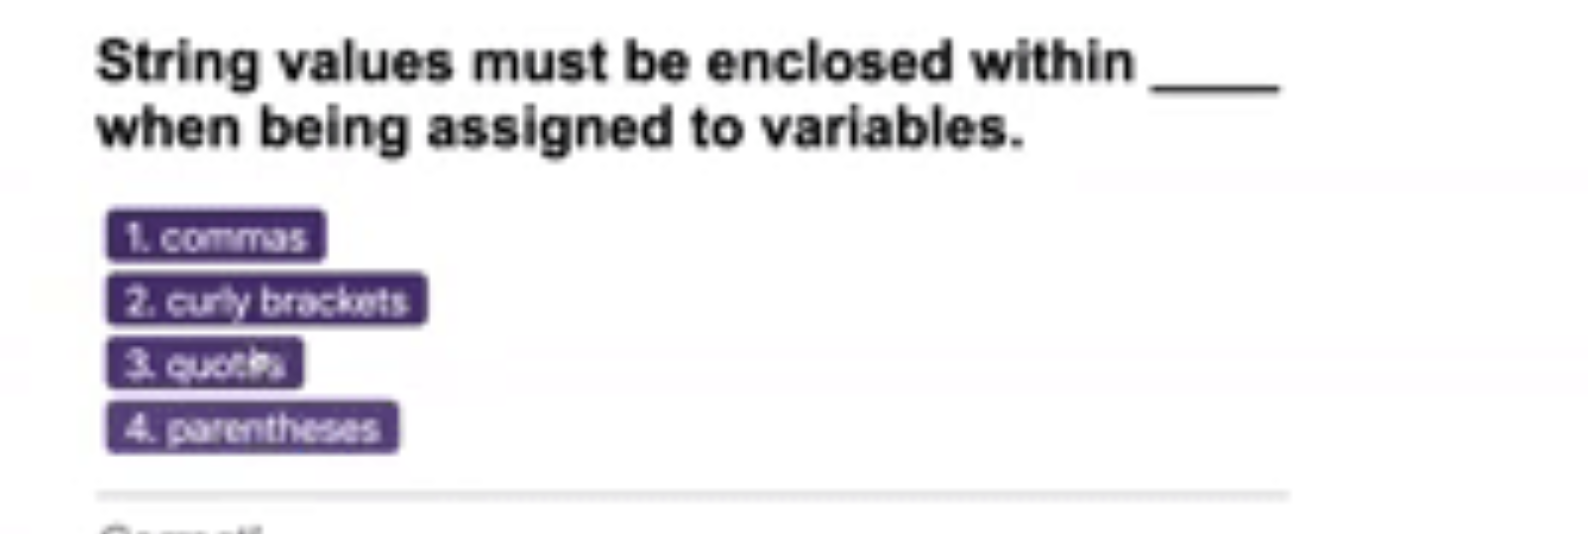 String values must be enclosed within ____
when being assigned to variables.
1. commas
2. curly brackets
3. quotes
4. parentheses